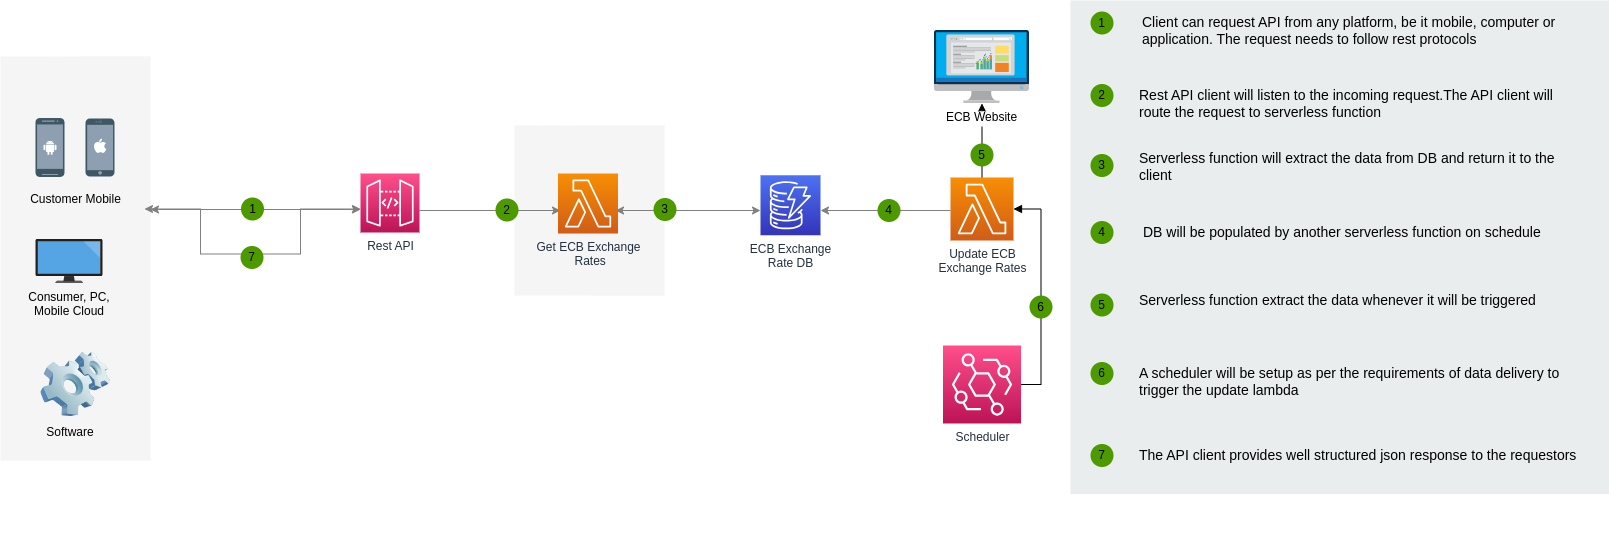 Customer Mobile
Consumer, PC,
Mobile Cloud
Software
1
7
Rest API
2
Get ECB Exchange
Rates
3
ECB Exchange
Rate DB
4
ECB Website
5
Update ECB
Exchange Rates
6
Scheduler
1
Client can request API from any platform, be it mobile, computer or
application. The request needs to follow rest protocols
2
Rest API client will listen to the incoming request.The API client will
route the request to serverless function
3
Serverless function will extract the data from DB and return it to the
client
4
DB will be populated by another serverless function on schedule
5
Serverless function extract the data whenever it will be triggered
6
A scheduler will be setup as per the requirements of data delivery to
trigger the update lambda
7
The API client provides well structured json response to the requestors